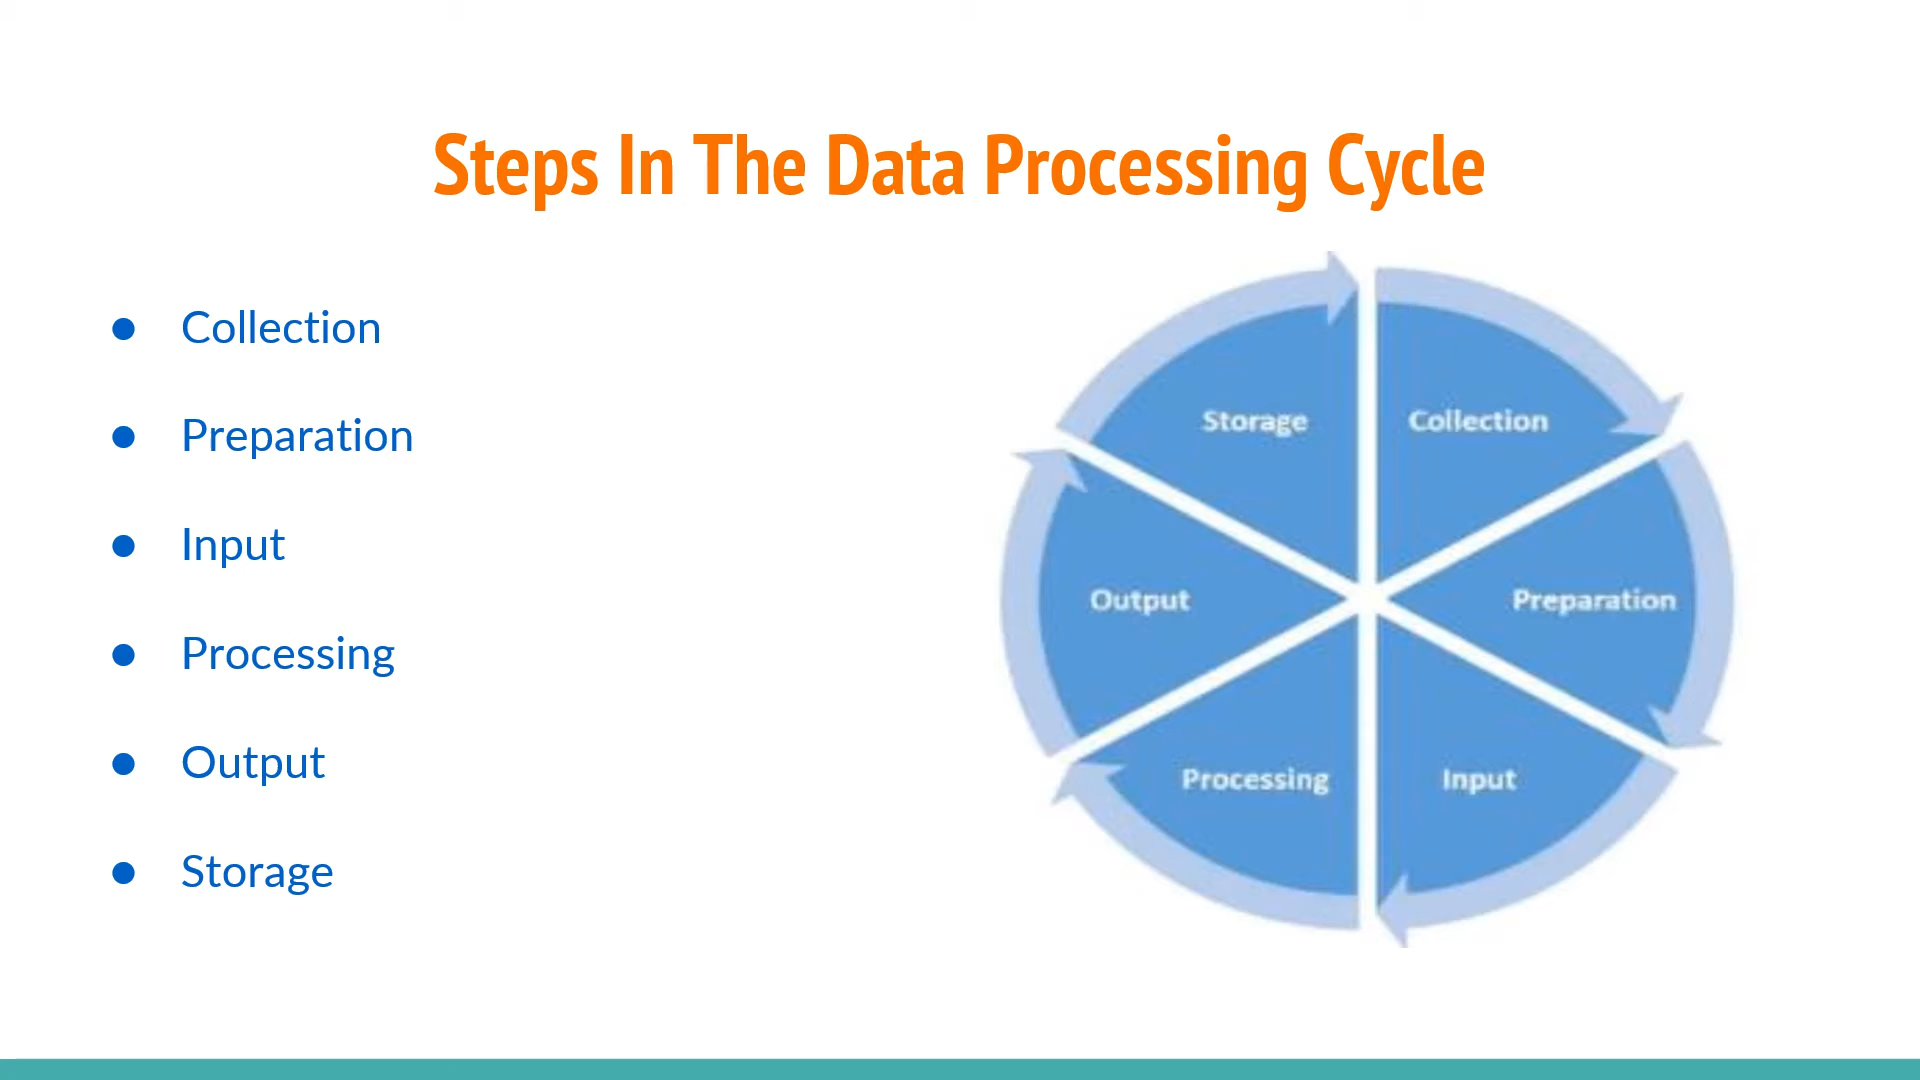 Steps In The Data Processing Cycle
● Collection
● Preparation
● Input
● Processing
● Output
● Storage
Storage
Collection
Output
Preparation
Processing
Input